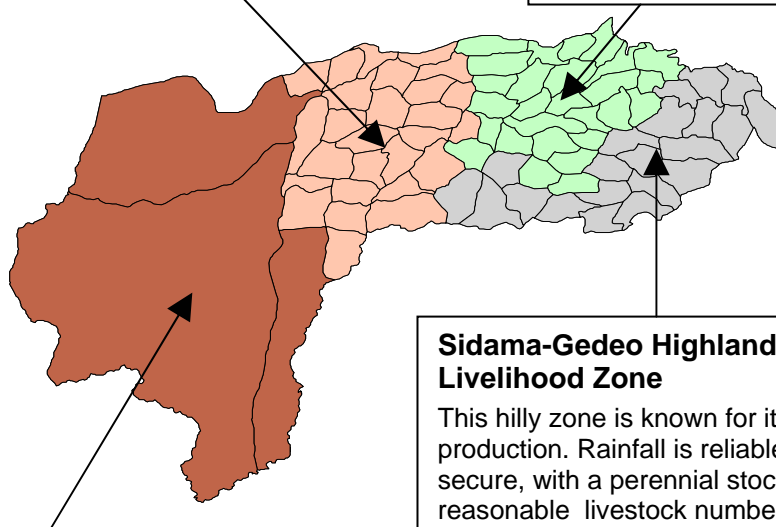 Sidama-Gedeo Highland
Livelihood Zone
This hilly zone is known for it
production. Rainfall is reliable
secure, with a perennial stoc
reasonable livestock numbe